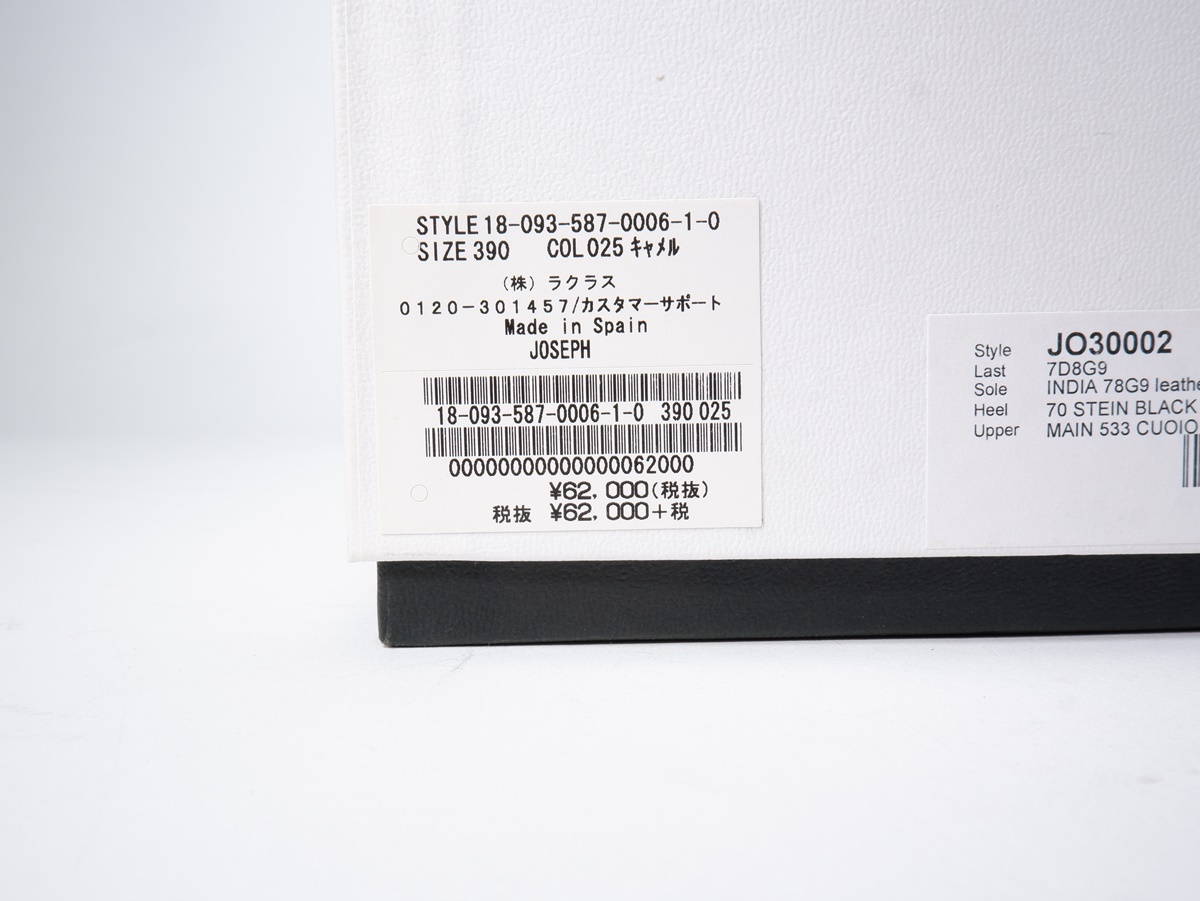 STYLE 18-093-587-0006-1-0
SIZE 390 COL 025 ｷｬﾒﾙ
（株）ラクラス
０１２０－３０１４５７/カスタマーサポート
Made in Spain
JOSEPH
18-093-587-0006-1-0 390 025
00000000000000062000
¥62,000(税抜)
税抜 ¥62,000+税
Style JO30002
Last 7D8G9
Sole INDIA 78G9 leathe
Heel 70 STEIN BLACK
Upper MAIN 533 CUOIO